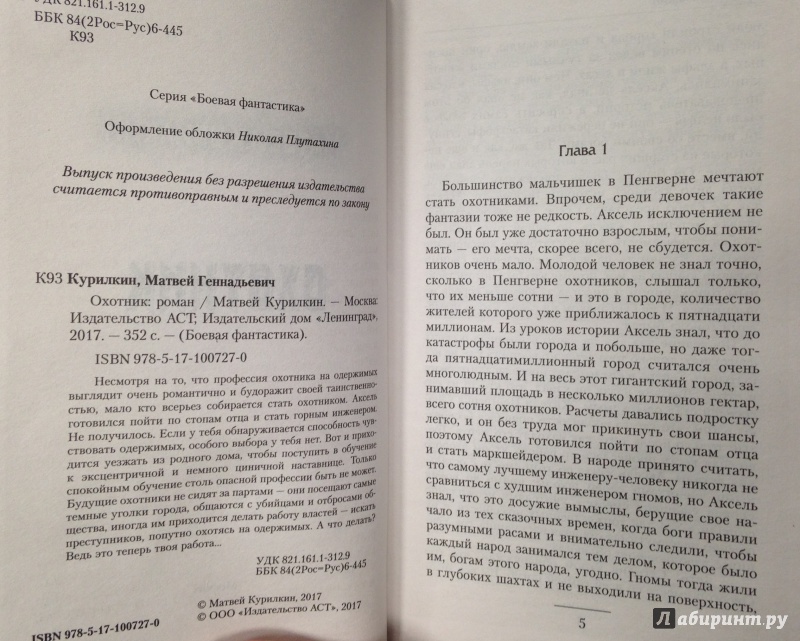 УДК 821.161.1-312.9
ББК 84(2Рос=Рус)6-445
К93
Серия «Боевая фантастика»
Оформление обложки Николая Плутахина
Выпуск произведения без разрешения издательства
считается противоправным и преследуется по закону
К93 Курилкин, Матвей Геннадьевич
Охотник: роман / Матвей Курилкин. — Москва:
Издательство АСТ; Издательский дом «Ленинград»,
2017. — 352 с. — (Боевая фантастика).
ISBN 978-5-17-100727-0
Несмотря на то, что профессия охотника на одержимых
выглядит очень романтично и будоражит своей таинственно-
стью, мало кто всерьез собирается стать охотником. Аксель
готовился пойти по стопам отца и стать горным инженером.
Не получилось. Если у тебя обнаруживается способность чув-
ствовать одержимых, особого выбора у тебя нет. Вот и прихо-
дится уезжать из родного дома, чтобы поступить в обучение
к эксцентричной и немного циничной наставнице. Только
спокойным обучение столь опасной профессии быть не может.
Будущие охотники не сидят за партами — они посещают самые
темные уголки города, общаются с убийцами и отбросами об-
щества, иногда им приходится делать работу властей — искать
преступников, попутно охотясь на одержимых. А что делать?
Ведь это теперь твоя работа...
УДК 821.161.1-312.9
ББК 84(2Рос=Рус)6-445
© Матвей Курилкин, 2017
© ООО «Издательство АСТ», 2017
ISBN 978-5-17-100727-0
Глава 1
Большинство мальчишек в Пенгверне мечтают
стать охотниками. Впрочем, среди девочек такие
фантазии тоже не редкость. Аксель исключением не
был. Он был уже достаточно взрослым, чтобы пони-
мать — его мечта, скорее всего, не сбудется. Охот-
ников очень мало. Молодой человек не знал точно,
сколько в Пенгверне охотников, слышал только,
что их меньше сотни — и это в городе, количество
жителей которого уже приближалось к пятнадцати
миллионам. Из уроков истории Аксель знал, что до
катастрофы были города и побольше, но даже тог-
да пятнадцатимиллионный город считался очень
многолюдным. И на весь этот гигантский город, за-
нимавший площадь в несколько миллионов гектар,
всего сотня охотников. Расчеты давались подростку
легко, и он без труда мог прикинуть свои шансы,
поэтому Аксель готовился пойти по стопам отца
и стать маркшейдером. В народе принято считать,
что самому лучшему инженеру-человеку никогда не
сравниться с худшим инженером гномов, но Аксель
знал, что это досужие вымыслы, берущие свое на-
чало из тех сказочных времен, когда боги правили
разумными расами и внимательно следили, чтобы
каждый народ занимался тем делом, которое было
им, богам этого народа, угодно. Гномы тогда жили
в глубоких шахтах и не выходили на поверхность,
5
Лабиринт.ру